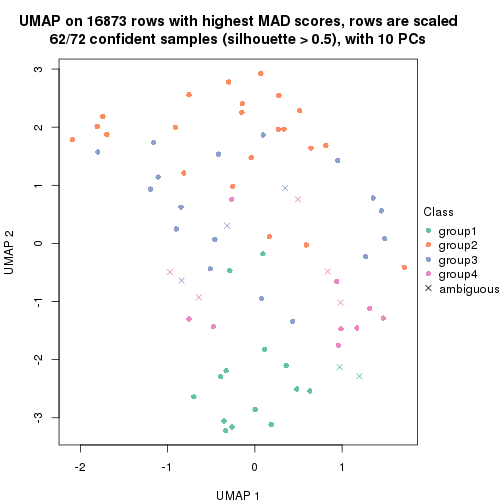 UMAP on 16873 rows with highest MAD scores, rows are scaled
62/72 confident samples (silhouette > 0.5), with 10 PCs
3
2
1
0
-1
-2
-3
UMAP 2
-2
-1
0
1
UMAP 1
Class
group1
group2
group3
group4
ambiguous